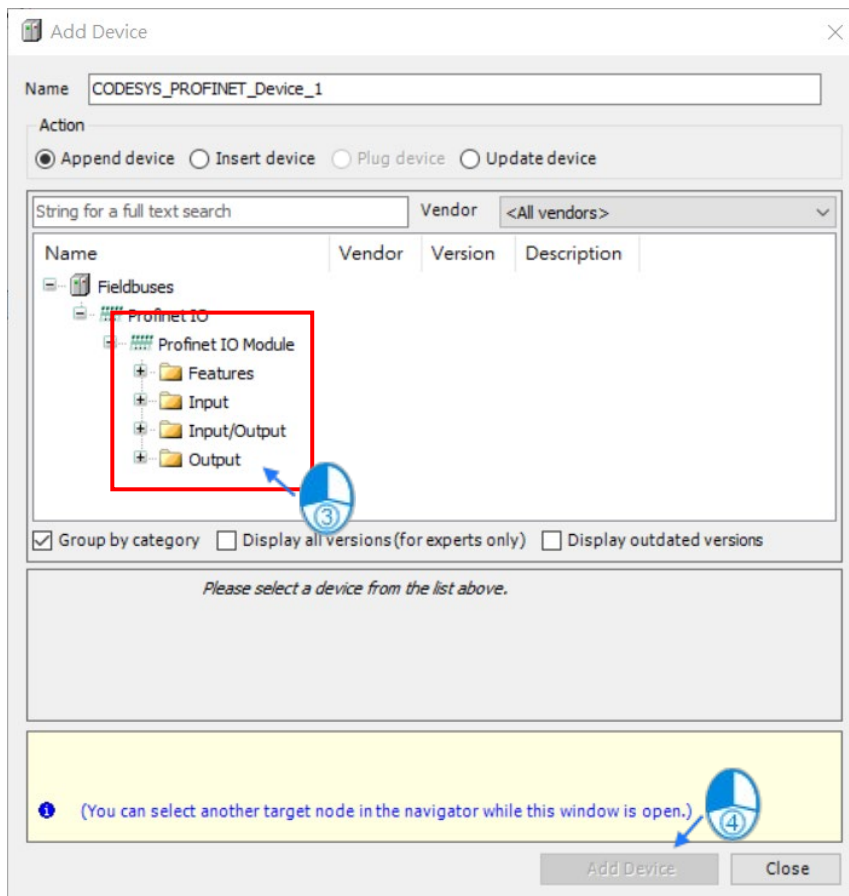 Add Device
Name CODESYS_PROFINET_Device_1
Action
Append device Insert device Plug device Update device
String for a full text search Vendor <All vendors>
Name Vendor Version Description
Fieldbuses
Profinet IO
Profinet IO Module
Features
Input
Input/Output
Output
③
Group by category Display all versions (for experts only) Display outdated versions
Please select a device from the list above.
(You can select another target node in the navigator while this window is open.)
④
Add Device Close